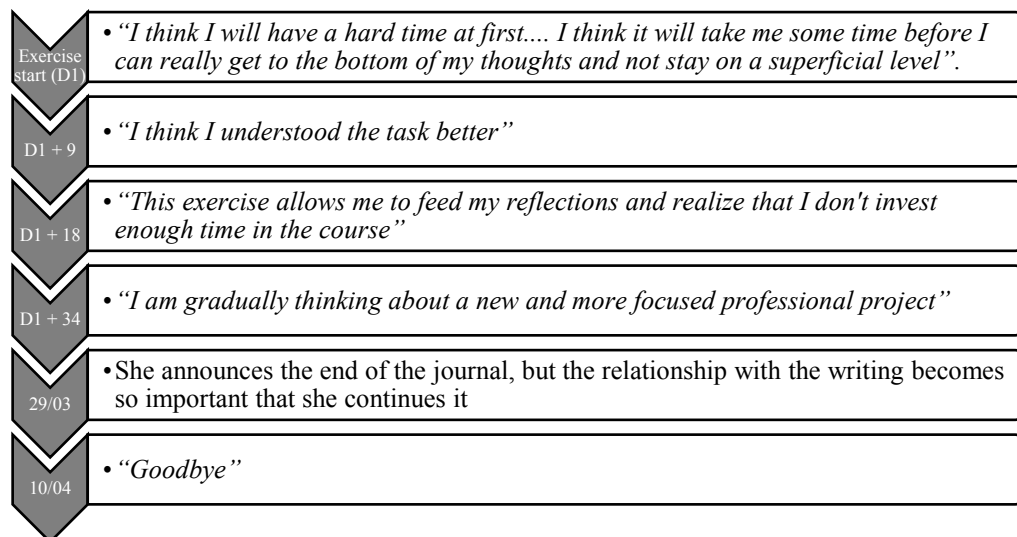 Exercise
start (D1)
• “I think I will have a hard time at first.... I think it will take me some time before I
can really get to the bottom of my thoughts and not stay on a superficial level”.
D1 + 9
• “I think I understood the task better”
D1 + 18
• “This exercise allows me to feed my reflections and realize that I don't invest
enough time in the course”
D1 + 34
• “I am gradually thinking about a new and more focused professional project”
29/03
• She announces the end of the journal, but the relationship with the writing becomes
so important that she continues it
10/04
• “Goodbye”